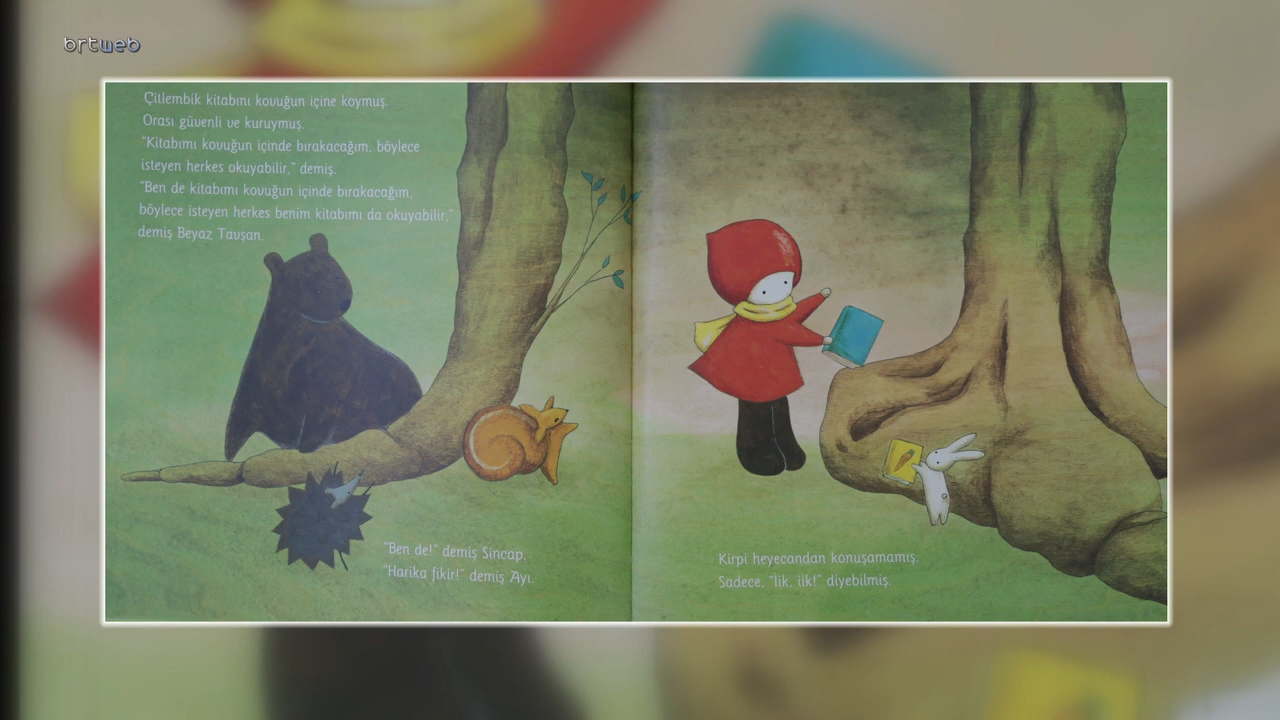 brtweb
Çitlembik kitabını kovuğun içine koymuş.
Orası güvenli ve kuruymuş.
"Kitabımı kovuğun içinde bırakacağım, böylece
isteyen herkes okuyabilir," demiş.
"Ben de kitabımı kovuğun içinde bırakacağım,
böylece isteyen herkes benim kitabımı da okuyabilir,"
demiş Beyaz Tavşan.
"Ben de!" demiş Sincap.
"Harika fikir!" demiş Ayı.
Kirpi heyecandan konuşamamış.
Sadece, "İik, iik!" diyebilmiş.